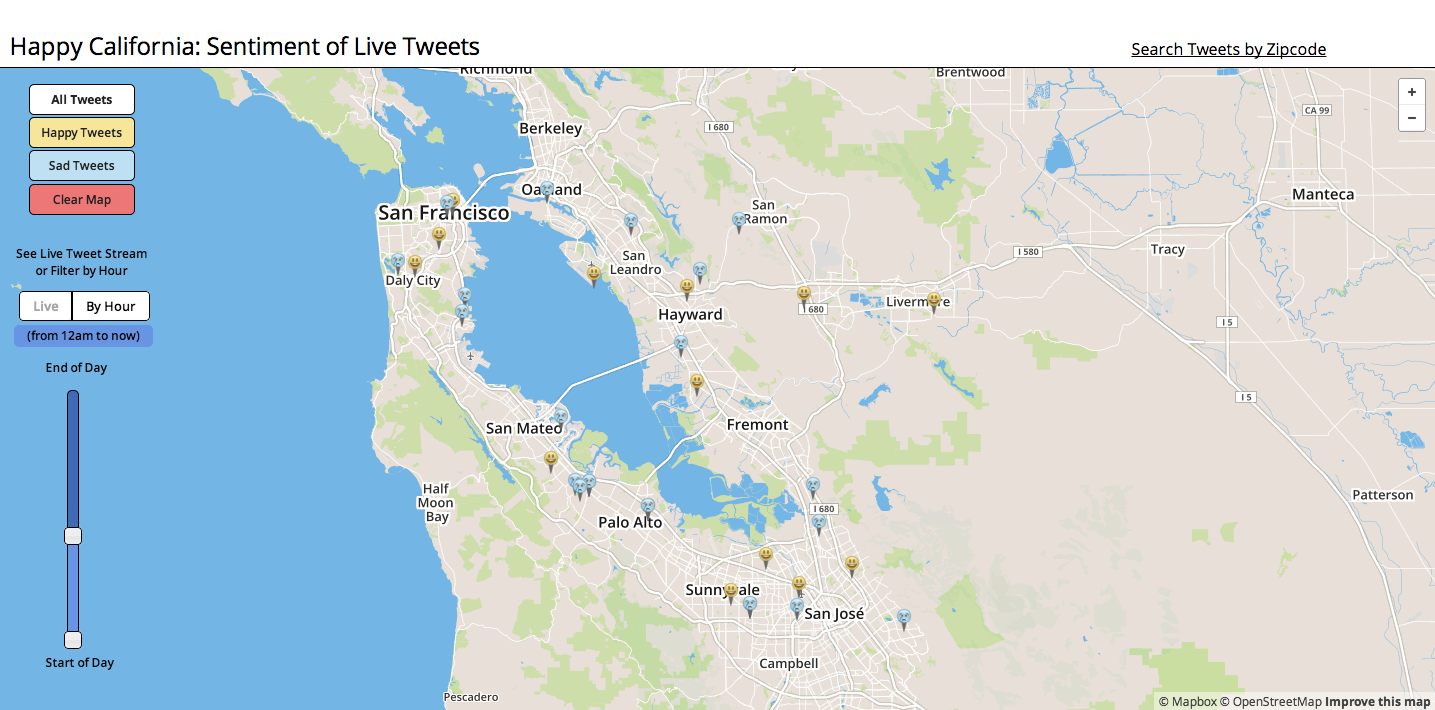 Happy California: Sentiment of Live Tweets
Search Tweets by Zipcode
All Tweets
Happy Tweets
Sad Tweets
Clear Map
See Live Tweet Stream
or Filter by Hour
Live
By Hour
(from 12am to now)
End of Day
Start of Day
+
−
Richmond
Brentwood
Berkeley
I 680
CA 99
Oakland
San Francisco
San
Ramon
Manteca
Tracy
I 580
San
Leandro
Daly City
Livermore
I 680
Hayward
I 5
I 5
San Mateo
Fremont
Half
Moon
Bay
Patterson
I 680
Palo Alto
Sunnyvale
San José
Campbell
Pescadero
© Mapbox © OpenStreetMap Improve this map